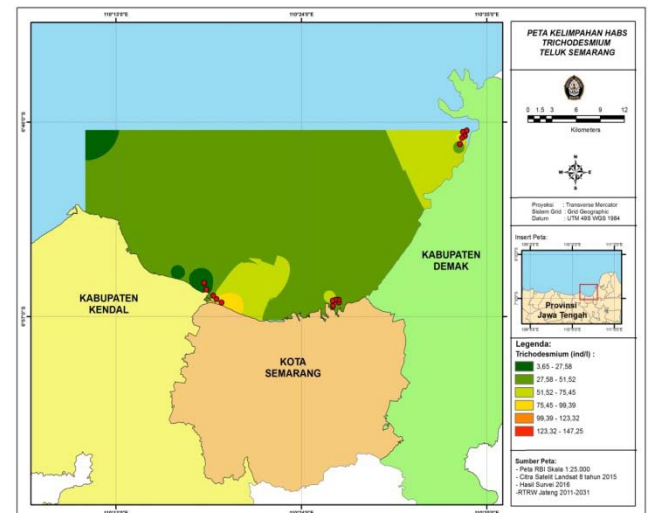 PETA KELIMPAHAN HABS
TRICHODESMIUM
TELUK SEMARANG
0 1.5 3 6 9 12
Kilometers
Proyeksi : Transverse Mercator
Sistem Grid : Grid Geographic
Datum : UTM 49S WGS 1984
Insert Peta:
Provinsi
Jawa Tengah
Legenda:
Trichodesmium (ind/l) :
3,65 - 27,58
27,58 - 51,52
51,52 - 75,45
75,45 - 99,39
99,39 - 123,32
123,32 - 147,25
Sumber Peta:
- Peta RBI Skala 1:25.000
- Citra Satelit Landsat 8 tahun 2015
- Hasil Survei 2016
-RTRW Jateng 2011-2031
KABUPATEN
DEMAK
KABUPATEN
KENDAL
KOTA
SEMARANG